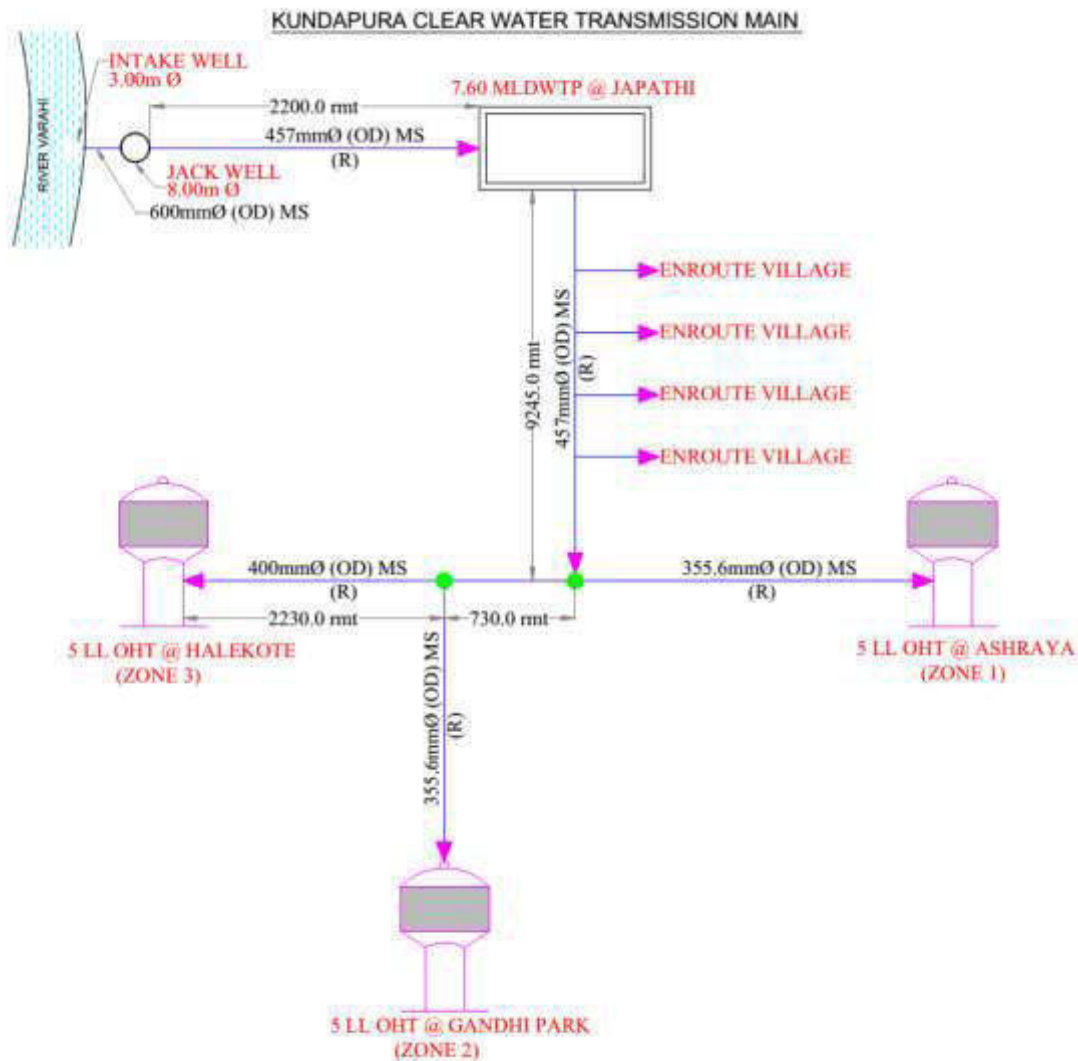 KUNDAPURA CLEAR WATER TRANSMISSION MAIN
INTAKE WELL
3.00m Ø
RIVER VARAHI
7.60 MLDWTP @ JAPATHI
2200.0 rmt
457mmØ (OD) MS
(R)
JACK WELL
8.00m Ø
600mmØ (OD) MS
ENROUTE VILLAGE
ENROUTE VILLAGE
ENROUTE VILLAGE
ENROUTE VILLAGE
9245.0 rmt
457mmØ (OD) MS
(R)
400mmØ (OD) MS
(R)
355.6mmØ (OD) MS
(R)
2230.0 rmt
730.0 rmt
5 LL OHT @ HALEKOTE
(ZONE 3)
5 LL OHT @ ASHRAYA
(ZONE 1)
355.6mmØ (OD) MS
(R)
5 LL OHT @ GANDHI PARK
(ZONE 2)